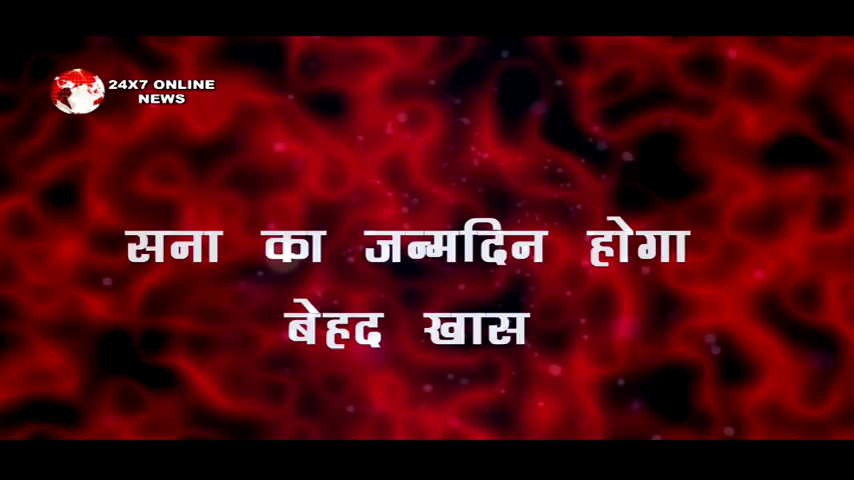 24X7 ONLINE
NEWS
सना का जन्मदिन होगा
बेहद खास